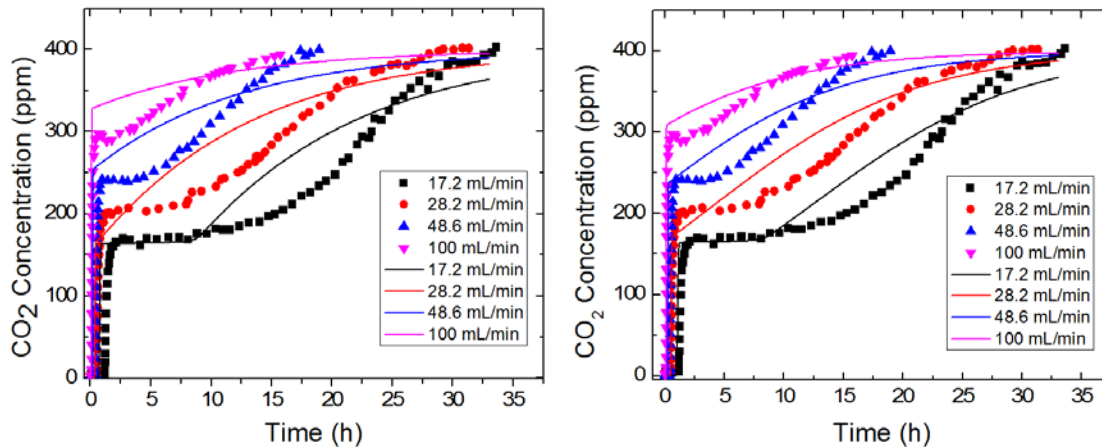 CO2 Concentration (ppm)
400
300
200
100
0
17.2 mL/min
28.2 mL/min
48.6 mL/min
100 mL/min
17.2 mL/min
28.2 mL/min
48.6 mL/min
100 mL/min
0 5 10 15 20 25 30 35
Time (h)
CO₂ Concentration (ppm)
400
300
200
100
0
17.2 mL/min
28.2 mL/min
48.6 mL/min
100 mL/min
17.2 mL/min
28.2 mL/min
48.6 mL/min
100 mL/min
0 5 10 15 20 25 30 35
Time (h)